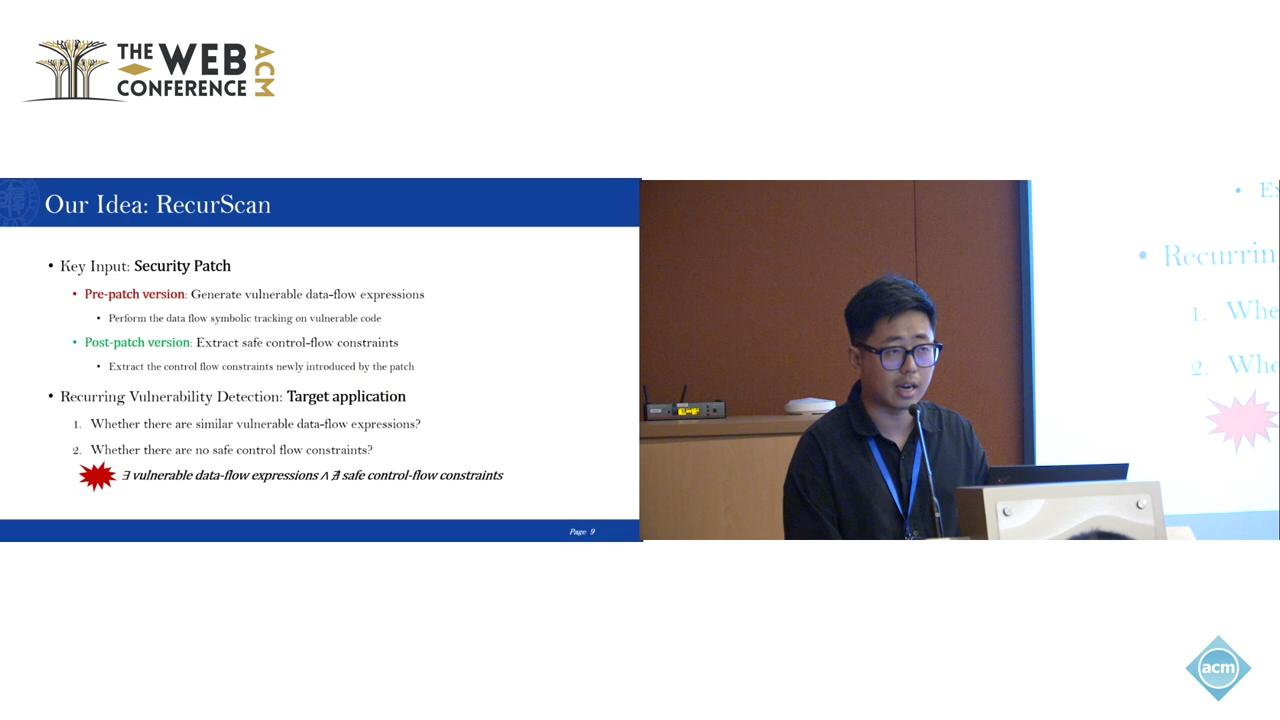 THE WEB
CONFERENCE
ACM
Our Idea: RecurScan
• Key Input: Security Patch
• Pre-patch version: Generate vulnerable data-flow expressions
• Perform the data flow symbolic tracking on vulnerable code
• Post-patch version: Extract safe control-flow constraints
• Extract the control flow constraints newly introduced by the patch
• Recurring Vulnerability Detection: Target application
1. Whether there are similar vulnerable data-flow expressions?
2. Whether there are no safe control flow constraints?
∃ vulnerable data-flow expressions ∧ ∄ safe control-flow constraints
Page 9
• Ex
• Recurrin
1. Whe
2. Whe
acm